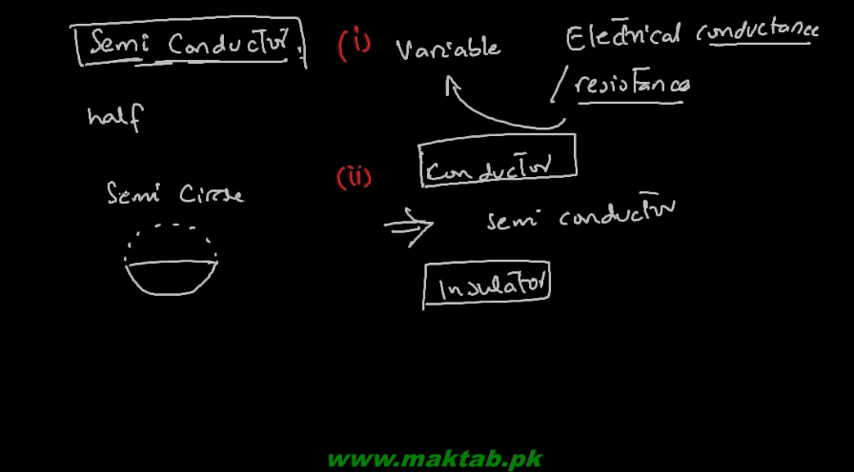 Semi Conductor.
half
Semi Circle
(i) Variable Electrical conductance
/ resistance
(ii) Conductor
⇒ semi conductor
Insulator
www.maktab.pk